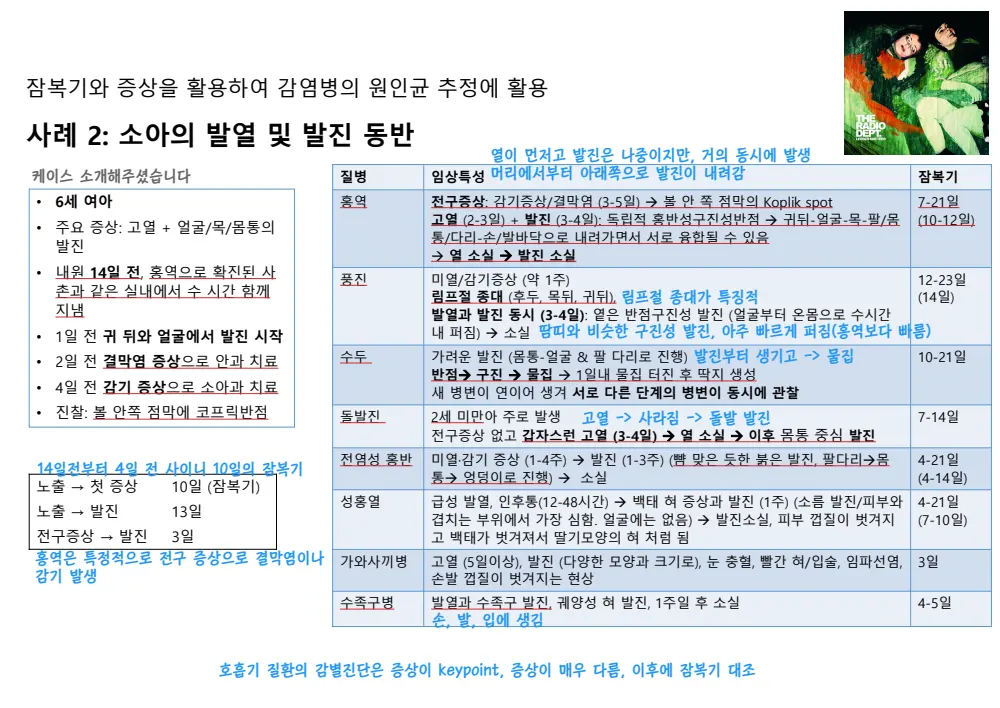 THE
RADIO
DEPT.
잠복기와 증상을 활용하여 감염병의 원인균 추정에 활용
사례 2: 소아의 발열 및 발진 동반
케이스 소개해주셨습니다
• 6세 여아
• 주요 증상: 고열 + 얼굴/목/몸통의
발진
• 내원 14일 전, 홍역으로 확진된 사
촌과 같은 실내에서 수 시간 함께
지냄
• 1일 전 귀 뒤와 얼굴에서 발진 시작
• 2일 전 결막염 증상으로 안과 치료
• 4일 전 감기 증상으로 소아과 치료
• 진찰: 볼 안쪽 점막에 코프릭반점
14일전부터 4일 전 사이니 10일의 잠복기
노출 → 첫 증상 10일 (잠복기)
노출 → 발진 13일
전구증상 → 발진 3일
홍역은 특정적으로 전구 증상으로 결막염이나
감기 발생
열이 먼저고 발진은 나중이지만, 거의 동시에 발생
머리에서부터 아래쪽으로 발진이 내려감
질병 임상특성 잠복기
홍역 전구증상: 감기증상/결막염 (3-5일) → 볼 안 쪽 점막의 Koplik spot 7-21일
고열 (2-3일) + 발진 (3-4일): 독립적 홍반성구진성반점 → 귀뒤-얼굴-목-팔/몸 (10-12일)
통/다리-손/발바닥으로 내려가면서 서로 융합될 수 있음
→ 열 소실 → 발진 소실
풍진 미열/감기증상 (약 1주) 12-23일
림프절 종대 (후두, 목뒤, 귀뒤), 림프절 종대가 특징적 (14일)
발열과 발진 동시 (3-4일): 옅은 반점구진성 발진 (얼굴부터 온몸으로 수시간
내 퍼짐) → 소실 땀띠와 비슷한 구진성 발진, 아주 빠르게 퍼짐(홍역보다 빠름)
수두 가려운 발진 (몸통-얼굴 & 팔 다리로 진행) 발진부터 생기고 -> 물집 10-21일
반점→ 구진 → 물집 → 1일내 물집 터진 후 딱지 생성
새 병변이 연이어 생겨 서로 다른 단계의 병변이 동시에 관찰
돌발진 2세 미만아 주로 발생 고열 -> 사라짐 -> 돌발 발진 7-14일
전구증상 없고 갑자스런 고열 (3-4일) → 열 소실 → 이후 몸통 중심 발진
전염성 홍반 미열·감기 증상 (1-4주) → 발진 (1-3주) (뺨 맞은 듯한 붉은 발진, 팔다리→몸 4-21일
통→ 엉덩이로 진행) → 소실 (4-14일)
성홍열 급성 발열, 인후통(12-48시간) → 백태 혀 증상과 발진 (1주) (소름 발진/피부와 4-21일
겹치는 부위에서 가장 심함. 얼굴에는 없음) → 발진소실, 피부 껍질이 벗겨지 (7-10일)
고 백태가 벗겨져서 딸기모양의 혀 처럼 됨
가와사끼병 고열 (5일이상), 발진 (다양한 모양과 크기로), 눈 충혈, 빨간 혀/입술, 임파선염, 3일
손발 껍질이 벗겨지는 현상
수족구병 발열과 수족구 발진, 궤양성 혀 발진, 1주일 후 소실 4-5일
손, 발, 입에 생김
호흡기 질환의 감별진단은 증상이 keypoint, 증상이 매우 다름, 이후에 잠복기 대조